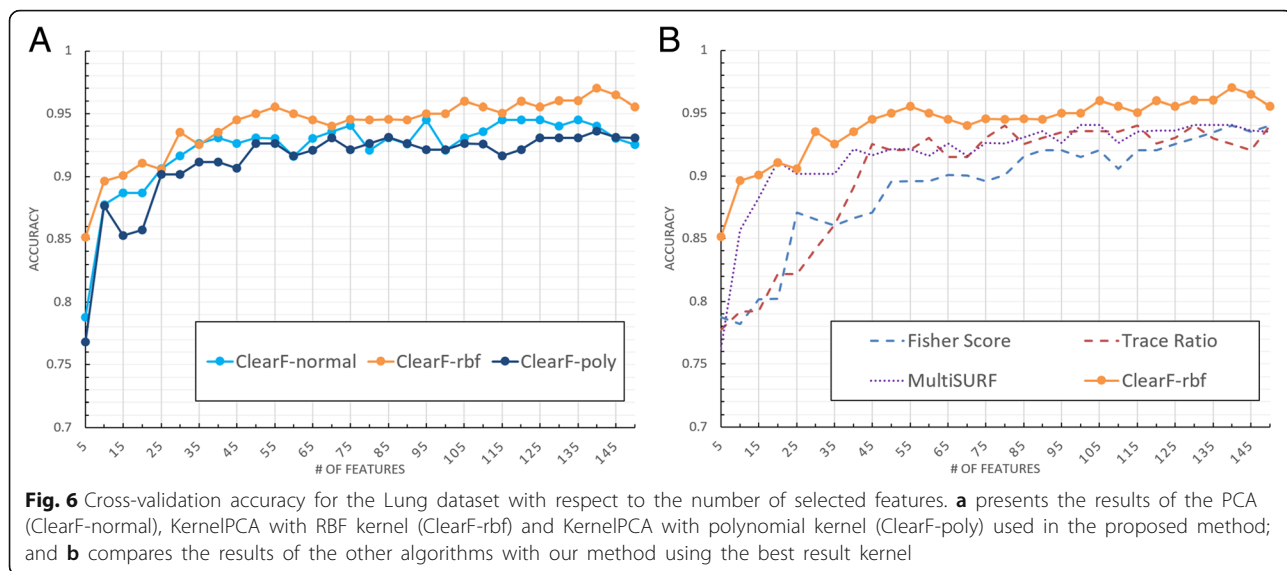 A
1
0.95
0.9
0.85
0.8
0.75
0.7
ACCURACY
ClearF-normal ClearF-rbf ClearF-poly
5 15 25 35 45 55 65 75 85 95 105 115 125 135 145
# OF FEATURES
B
1
0.95
0.9
0.85
0.8
0.75
0.7
ACCURACY
Fisher Score Trace Ratio
MultiSURF ClearF-rbf
5 15 25 35 45 55 65 75 85 95 105 115 125 135 145
# OF FEATURES
Fig. 6 Cross-validation accuracy for the Lung dataset with respect to the number of selected features. a presents the results of the PCA
(ClearF-normal), KernelPCA with RBF kernel (ClearF-rbf) and KernelPCA with polynomial kernel (ClearF-poly) used in the proposed method;
and b compares the results of the other algorithms with our method using the best result kernel